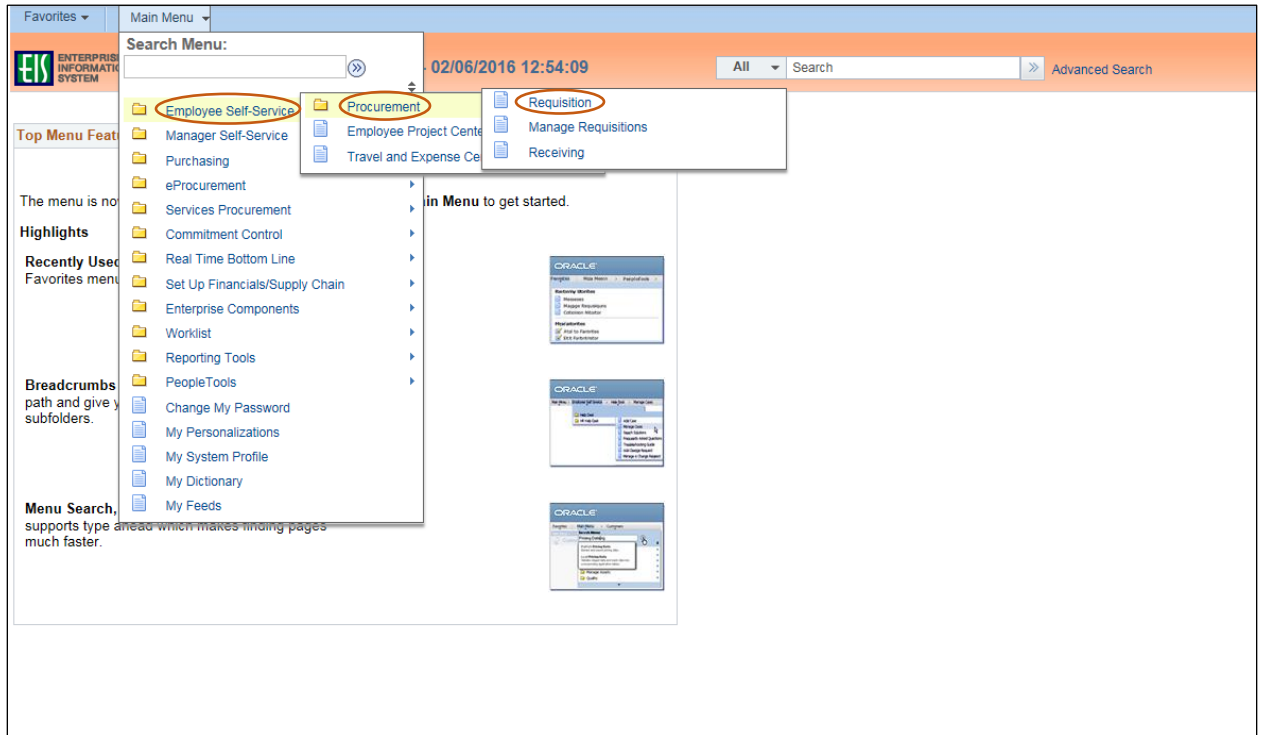 Favorites Main Menu
Search Menu:
EIS ENTERPRIS
INFORMATIO
SYSTEM
02/06/2016 12:54:09
All Search Advanced Search
Employee Self-Service
Manager Self-Service
Purchasing
eProcurement
Services Procurement
Commitment Control
Real Time Bottom Line
Set Up Financials/Supply Chain
Enterprise Components
Worklist
Reporting Tools
PeopleTools
Change My Password
My Personalizations
My System Profile
My Dictionary
My Feeds
Procurement
Employee Project Cente
Travel and Expense Ce
Requisition
Manage Requisitions
Receiving
Top Menu Featu
The menu is no
in Menu to get started.
Highlights
Recently Used
Favorites menu
ORACLE
Breadcrumbs
path and give y
subfolders.
ORACLE
Menu Search,
supports type ahead which makes finding pages
much faster.
ORACLE